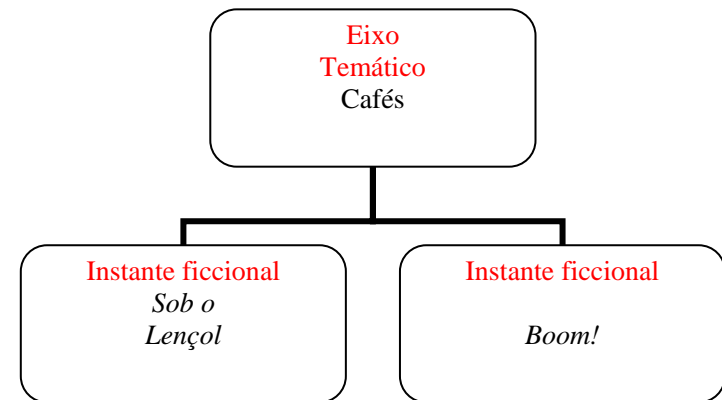 Eixo
Temático
Cafés
Instante ficcional
Sob o
Lençol
Instante ficcional
Boom!